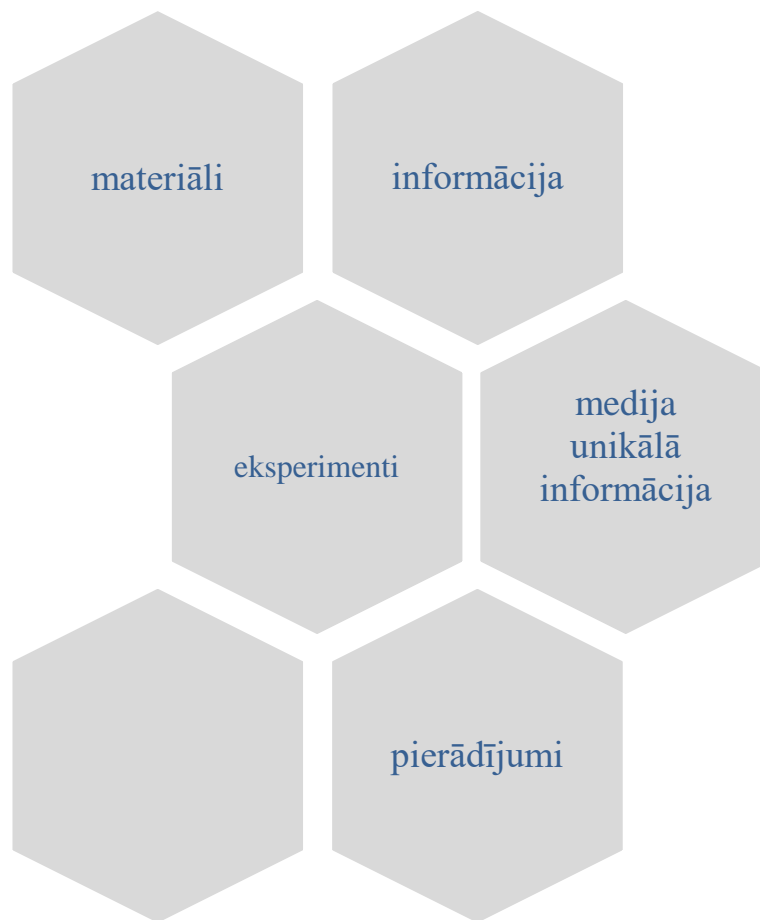 materiāli
informācija
eksperimenti
medija
unikālā
informācija
pierādījumi